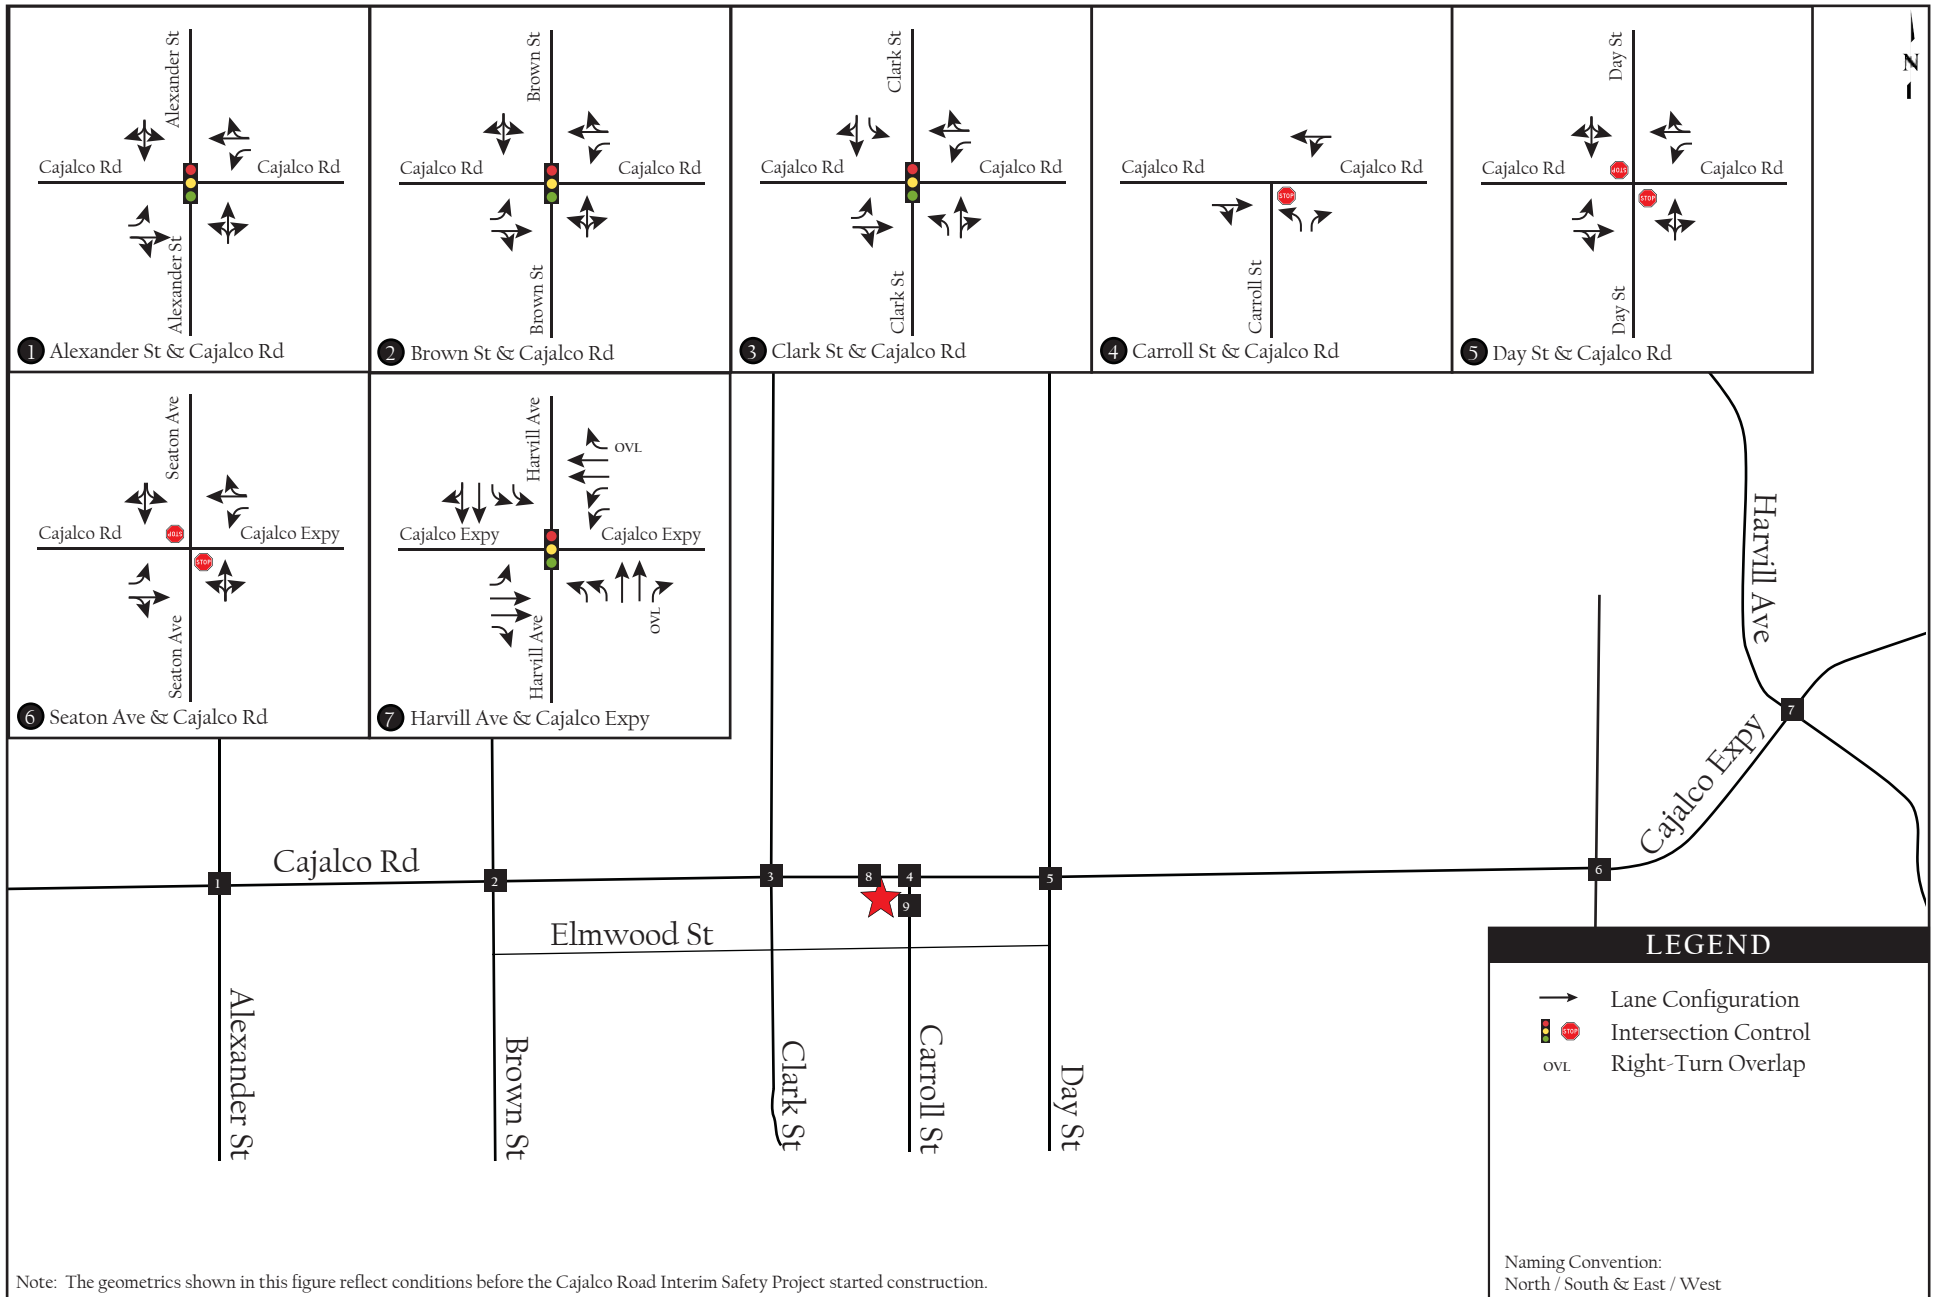 Alexander St
Cajalco Rd
Cajalco Rd
Alexander St
1 Alexander St & Cajalco Rd
Brown St
Cajalco Rd
Cajalco Rd
Brown St
2 Brown St & Cajalco Rd
Clark St
Cajalco Rd
Cajalco Rd
Clark St
3 Clark St & Cajalco Rd
Cajalco Rd
Cajalco Rd
STOP
Carroll St
4 Carroll St & Cajalco Rd
Day St
Cajalco Rd
STOP
Cajalco Rd
STOP
Day St
5 Day St & Cajalco Rd
N
Seaton Ave
Cajalco Rd
STOP
Cajalco Expy
STOP
Seaton Ave
6 Seaton Ave & Cajalco Rd
Harvill Ave
OVL
Cajalco Expy
Cajalco Expy
OVL
Harvill Ave
7 Harvill Ave & Cajalco Expy
Harvill Ave
7
Cajalco Expy
Cajalco Rd
1
2
3
8
4
5
6
9
Elmwood St
Alexander St
Brown St
Clark St
Carroll St
Day St
LEGEND
Lane Configuration
STOP Intersection Control
OVL Right-Turn Overlap
Naming Convention:
North / South & East / West
Note: The geometrics shown in this figure reflect conditions before the Cajalco Road Interim Safety Project started construction.